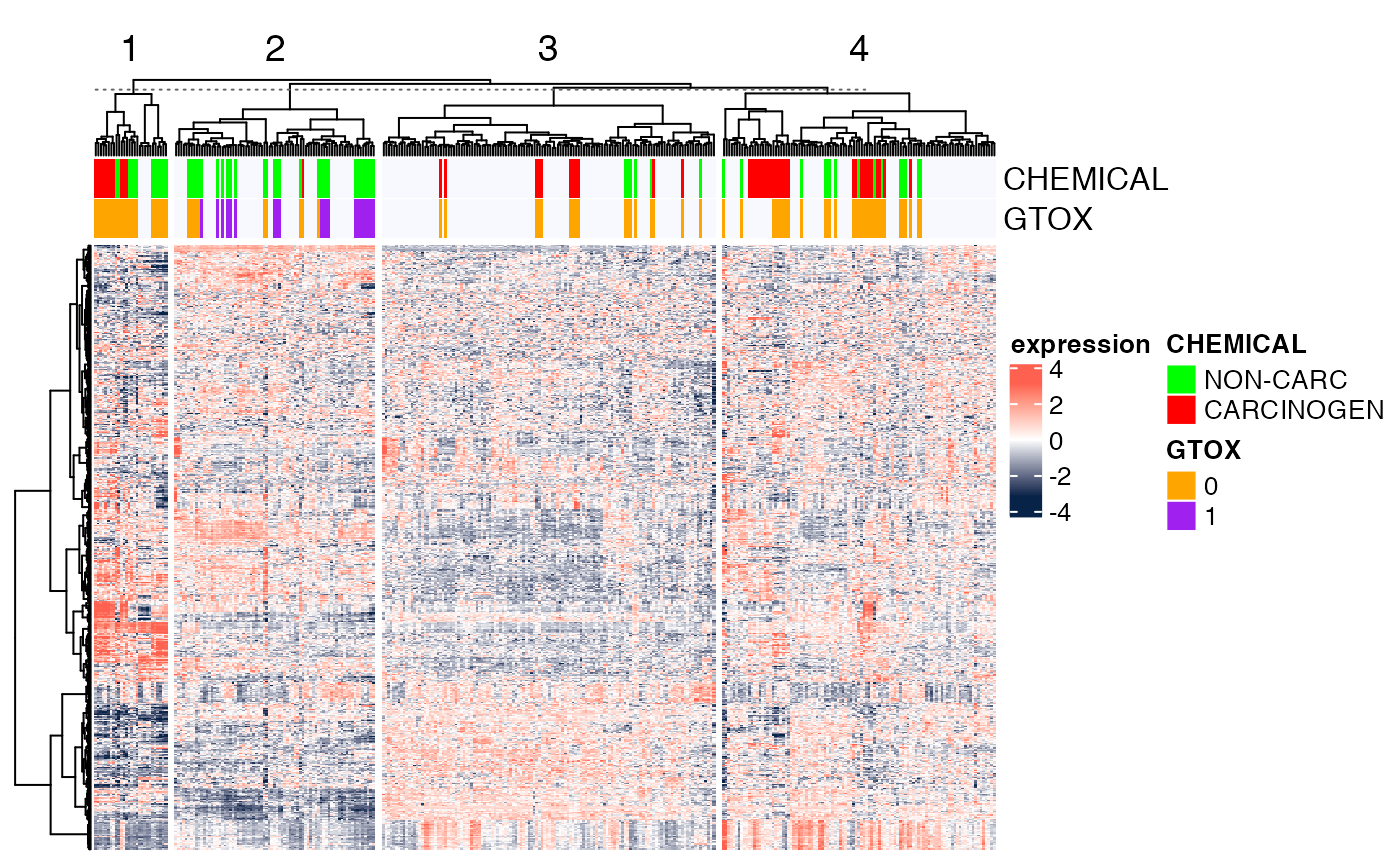 1 2 3 4
CHEMICAL
GTOX
expression
4
2
0
-2
-4
CHEMICAL
NON-CARC
CARCINOGEN
GTOX
0
1